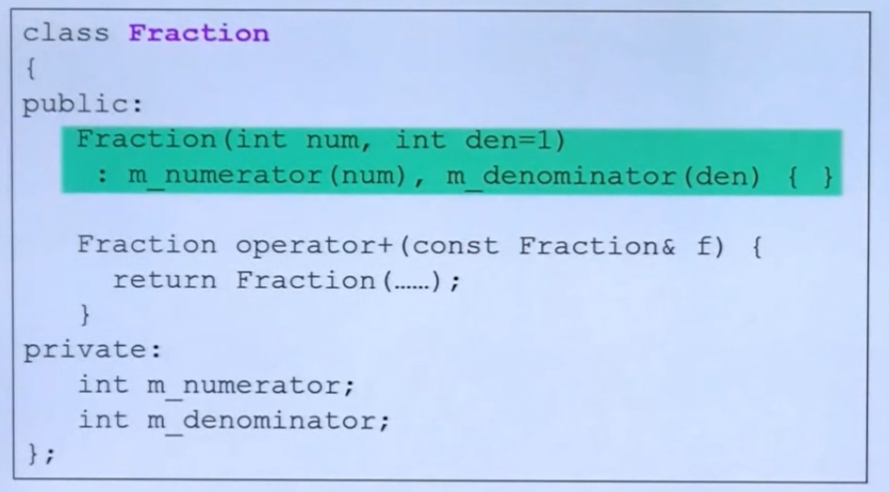 class Fraction
{
public:
Fraction(int num, int den=1)
: m_numerator(num), m_denominator(den) { }
Fraction operator+(const Fraction& f) {
return Fraction(……);
}
private:
int m_numerator;
int m_denominator;
};